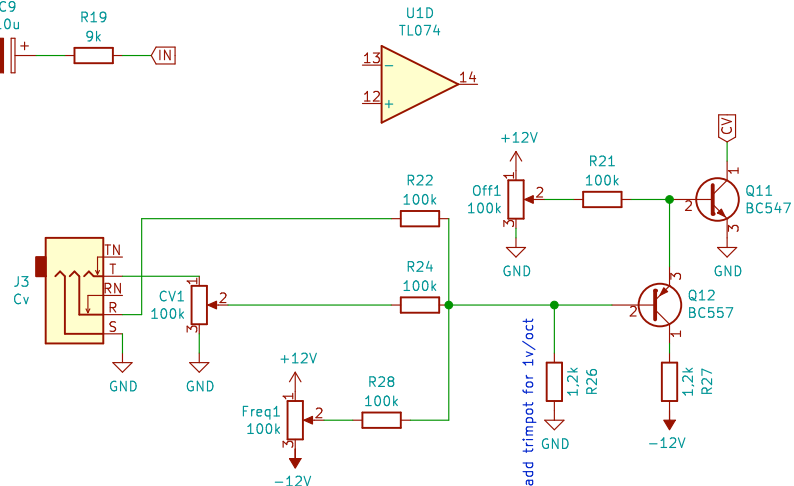 C9
10u
R19
9k
IN
U1D
TL074
13
12
14
+12V
Off1
100k
1
2
3
GND
R21
100k
CV
1
2
3
Q11
BC547
GND
R22
100k
J3
Cv
TN
T
RN
R
S
GND
CV1
100k
1
2
3
GND
R24
100k
+12V
Freq1
100k
1
2
3
-12V
R28
100k
add trimpot for 1v/oct
1,2k
R26
GND
3
2
1
Q12
BC557
1,2k
R27
-12V